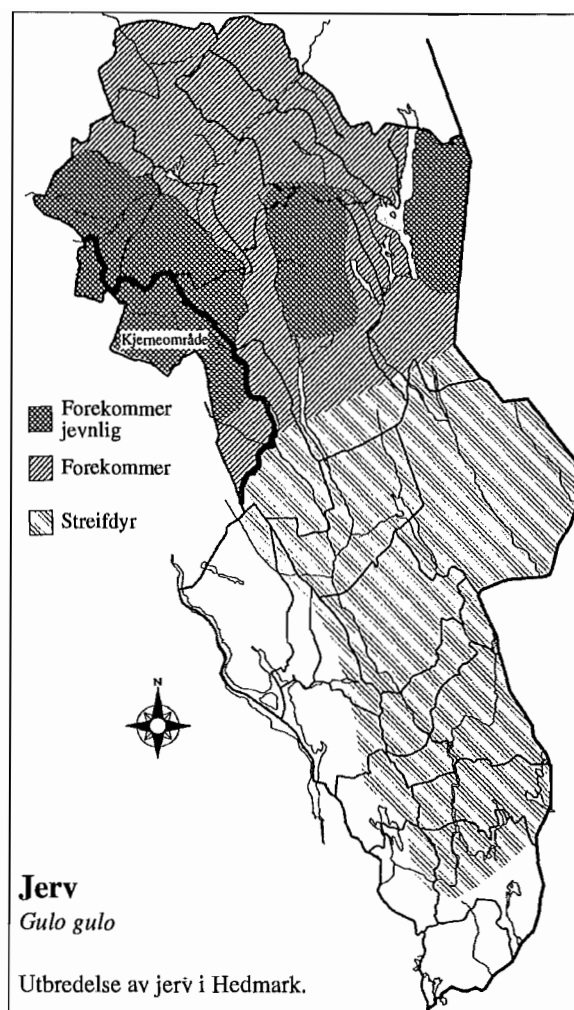 N
Kjerneområde
Forekommer
jevnlig
Forekommer
Streifdyr
Jerv
Gulo gulo
Utbredelse av jerv i Hedmark.